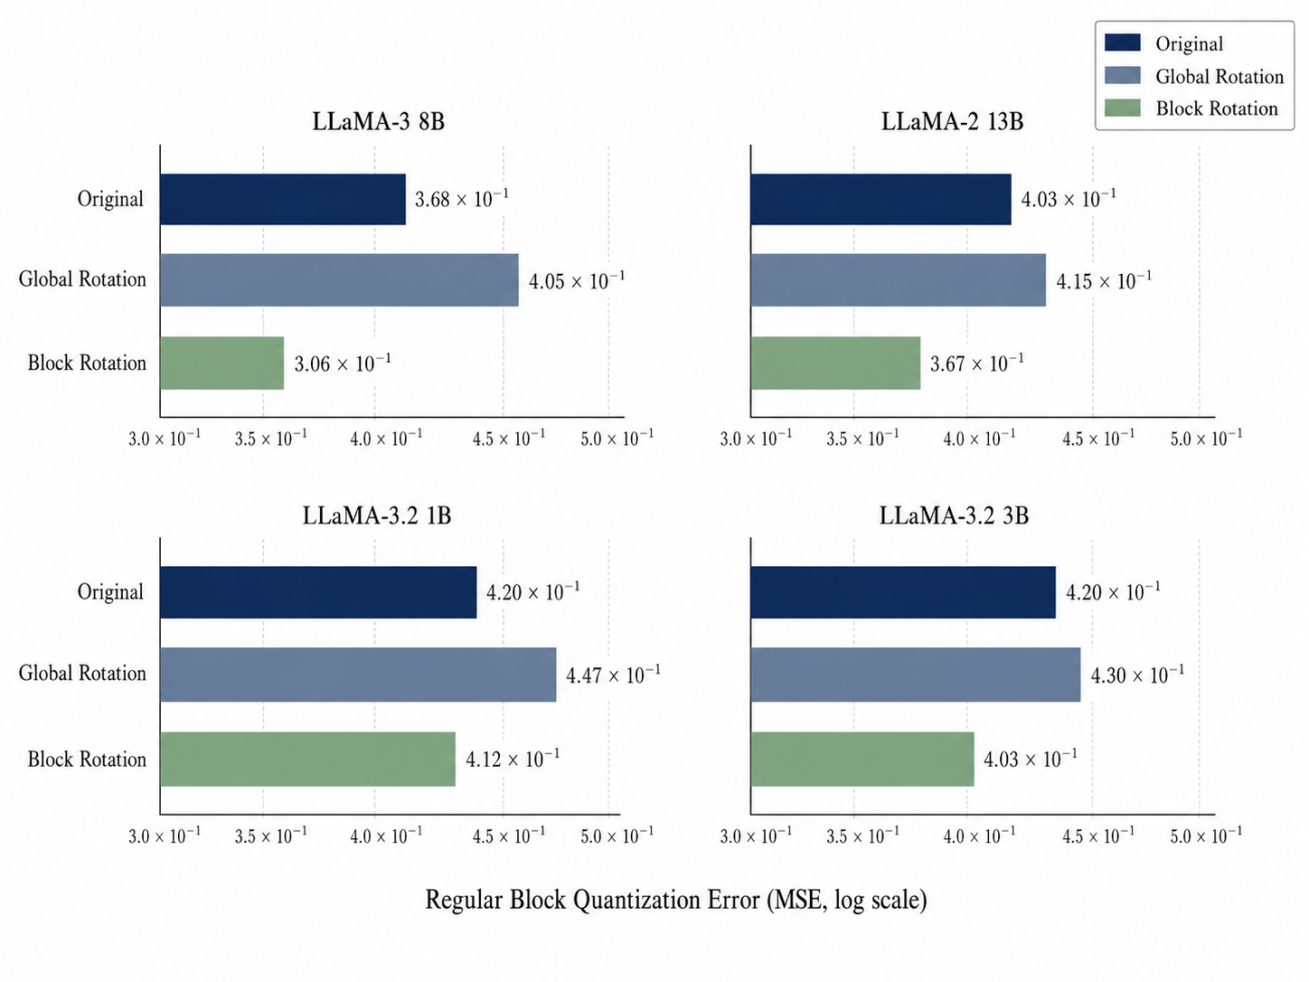 Original
Global Rotation
Block Rotation
LLaMA-3 8B
Original
3.68 × 10⁻¹
Global Rotation
4.05 × 10⁻¹
Block Rotation
3.06 × 10⁻¹
3.0 × 10⁻¹ 3.5 × 10⁻¹ 4.0 × 10⁻¹ 4.5 × 10⁻¹ 5.0 × 10⁻¹
LLaMA-2 13B
4.03 × 10⁻¹
4.15 × 10⁻¹
3.67 × 10⁻¹
3.0 × 10⁻¹ 3.5 × 10⁻¹ 4.0 × 10⁻¹ 4.5 × 10⁻¹ 5.0 × 10⁻¹
LLaMA-3.2 1B
Original
4.20 × 10⁻¹
Global Rotation
4.47 × 10⁻¹
Block Rotation
4.12 × 10⁻¹
3.0 × 10⁻¹ 3.5 × 10⁻¹ 4.0 × 10⁻¹ 4.5 × 10⁻¹ 5.0 × 10⁻¹
LLaMA-3.2 3B
4.20 × 10⁻¹
4.30 × 10⁻¹
4.03 × 10⁻¹
3.0 × 10⁻¹ 3.5 × 10⁻¹ 4.0 × 10⁻¹ 4.5 × 10⁻¹ 5.0 × 10⁻¹
Regular Block Quantization Error (MSE, log scale)